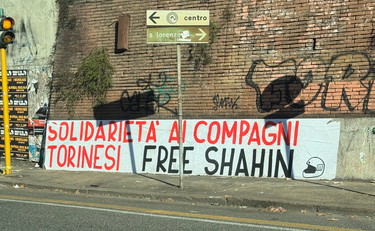 centro
s. lorenzo
SOLIDARIETA' AI COMPAGNI
TORINESI FREE SHAHIN